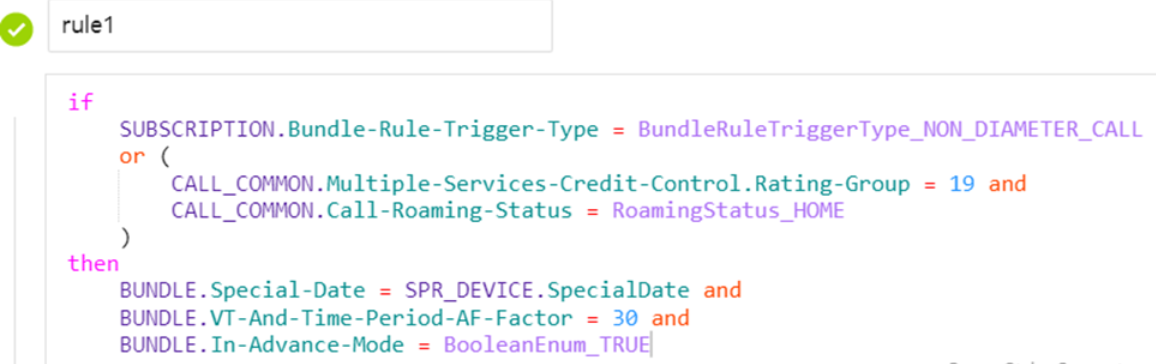 rule1
if
SUBSCRIPTION.Bundle-Rule-Trigger-Type = BundleRuleTriggerType_NON_DIAMETER_CALL
or (
CALL_COMMON.Multiple-Services-Credit-Control.Rating-Group = 19 and
CALL_COMMON.Call-Roaming-Status = RoamingStatus_HOME
)
then
BUNDLE.Special-Date = SPR_DEVICE.SpecialDate and
BUNDLE.VT-And-Time-Period-AF-Factor = 30 and
BUNDLE.In-Advance-Mode = BooleanEnum_TRUE